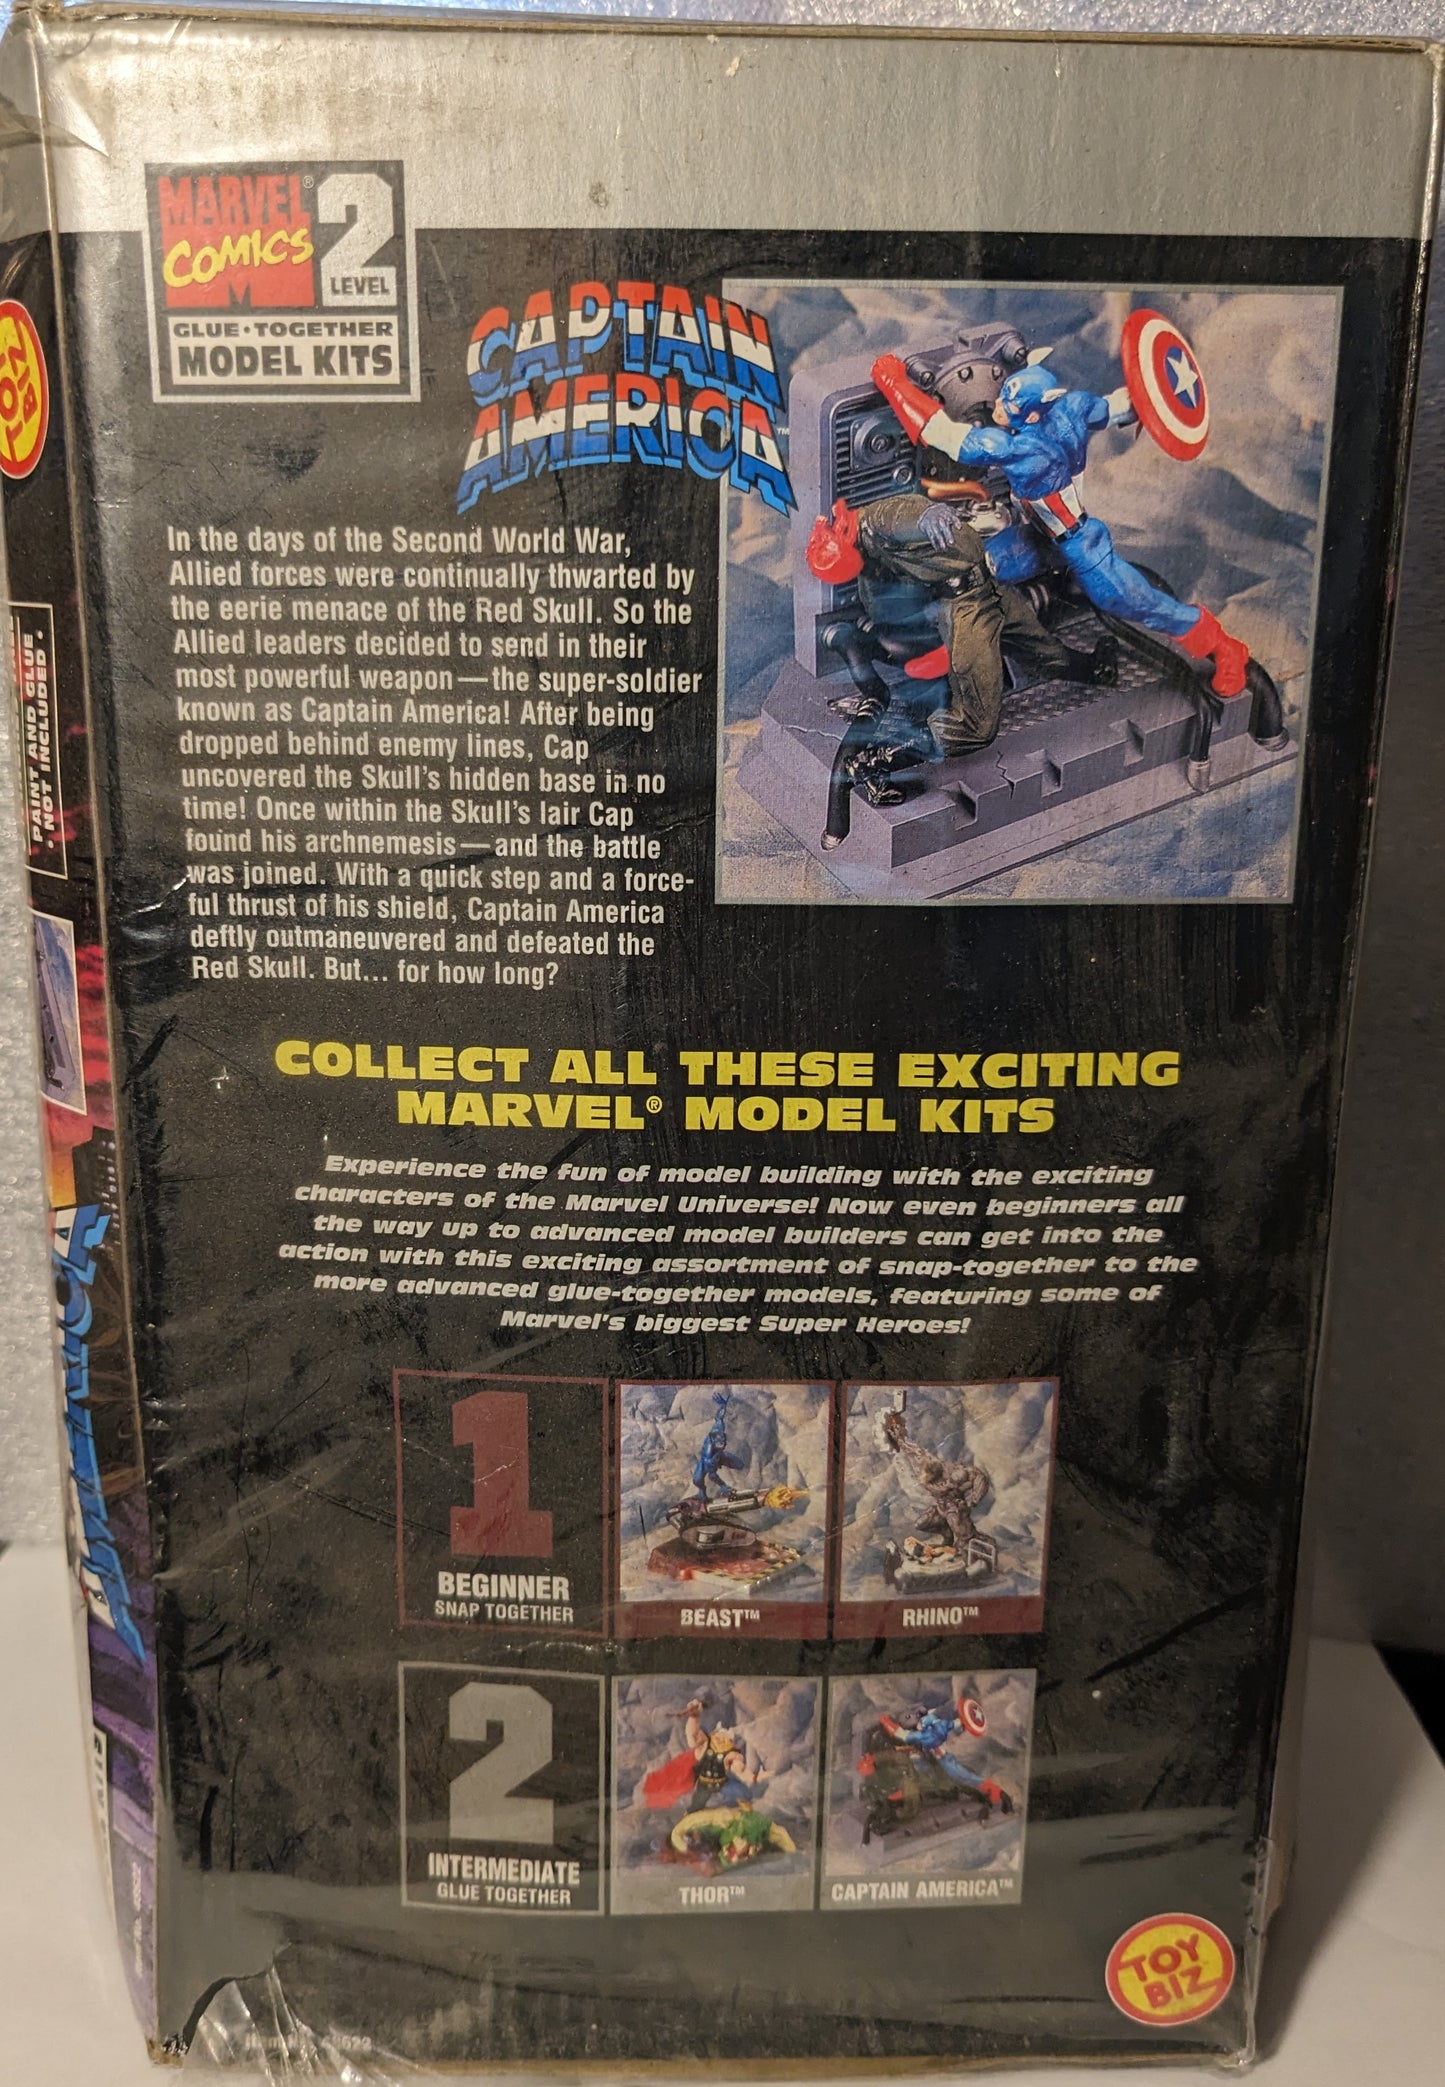 MARVEL®
COMICS
M
2
LEVEL
GLUE•TOGETHER
MODEL KITS
CAPTAIN
AMERICA™
In the days of the Second World War,
Allied forces were continually thwarted by
the eerie menace of the Red Skull. So the
Allied leaders decided to send in their
most powerful weapon—the super-soldier
known as Captain America! After being
dropped behind enemy lines, Cap
uncovered the Skull's hidden base in no
time! Once within the Skull's lair Cap
found his archnemesis—and the battle
was joined. With a quick step and a force-
ful thrust of his shield, Captain America
deftly outmaneuvered and defeated the
Red Skull. But... for how long?
COLLECT ALL THESE EXCITING
MARVEL® MODEL KITS
Experience the fun of model building with the exciting
characters of the Marvel Universe! Now even beginners all
the way up to advanced model builders can get into the
action with this exciting assortment of snap-together to the
more advanced glue-together models, featuring some of
Marvel's biggest Super Heroes!
1
BEGINNER
SNAP TOGETHER
BEAST™
RHINO™
2
INTERMEDIATE
GLUE TOGETHER
THOR™
CAPTAIN AMERICA™
TOY
BIZ
TOY
BIZ
PAINT AND GLUE
• NOT INCLUDED •
AMERICA